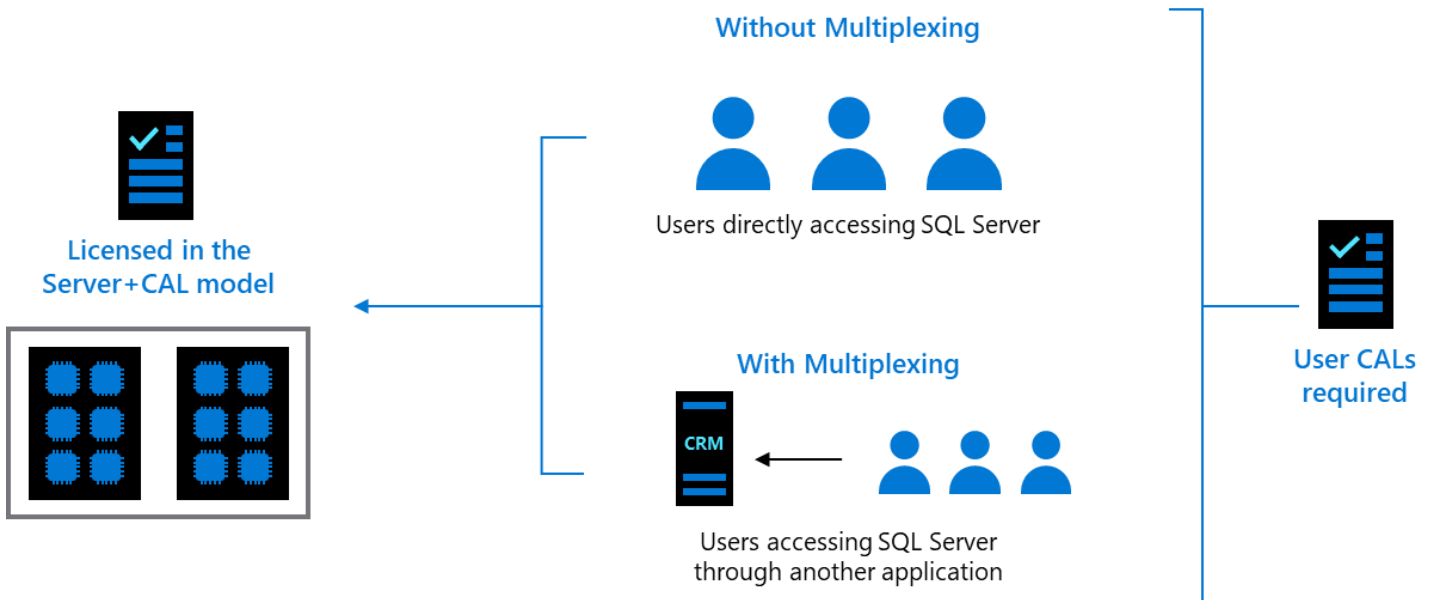 Without Multiplexing
Users directly accessing SQL Server
Licensed in the
Server+CAL model
With Multiplexing
CRM
Users accessing SQL Server
through another application
User CALs
required